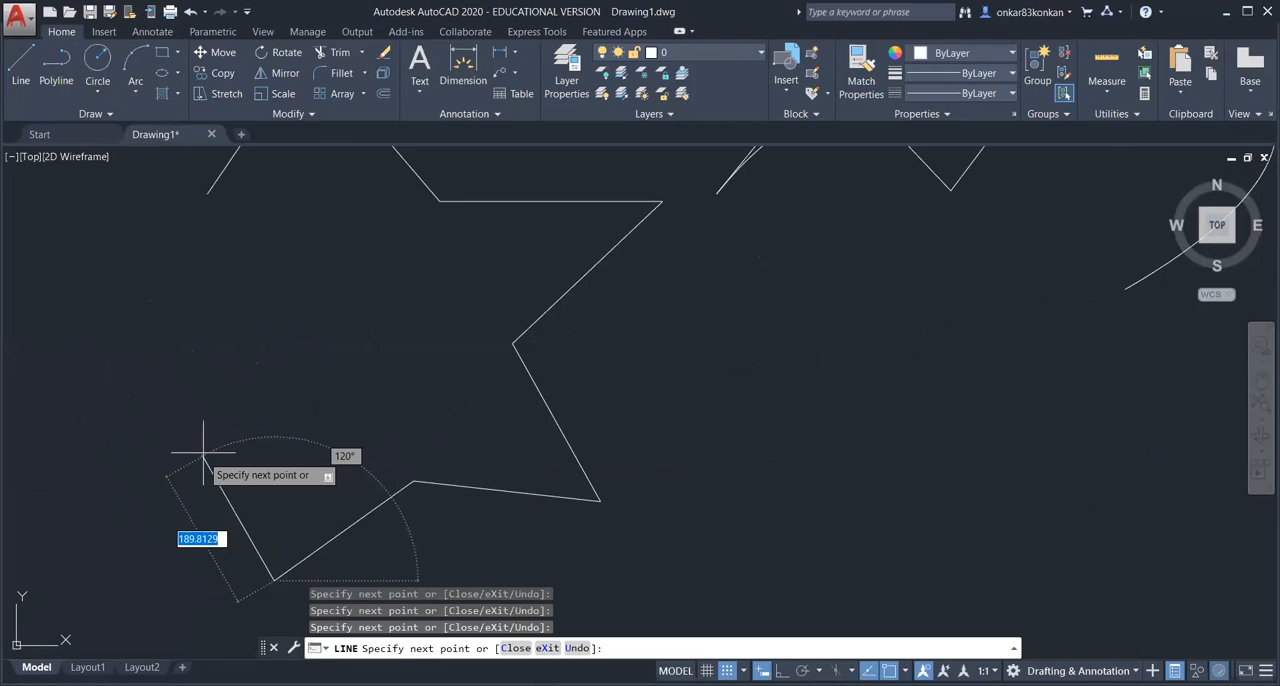 Autodesk AutoCAD 2020 - EDUCATIONAL VERSION Drawing1.dwg
Type a keyword or phrase
onkar83konkan
Home Insert Annotate Parametric View Manage Output Add-ins Collaborate Express Tools Featured Apps
Line Polyline Circle Arc
Move Rotate Trim
Copy Mirror Fillet
Stretch Scale Array
Text Dimension Table
Layer Properties
0
Insert
Match Properties
ByLayer
ByLayer
ByLayer
Group
Measure
Paste
Base
Draw Modify Annotation Layers Block Properties Groups Utilities Clipboard View
Start Drawing1*
[−][Top][2D Wireframe]
N
W TOP E
S
WCS
120°
Specify next point or
189.8129
Y
X
Specify next point or [Close/eXit/Undo]:
Specify next point or [Close/eXit/Undo]:
Specify next point or [Close/eXit/Undo]:
LINE Specify next point or [Close eXit Undo]:
Model Layout1 Layout2
MODEL 1:1 Drafting & Annotation